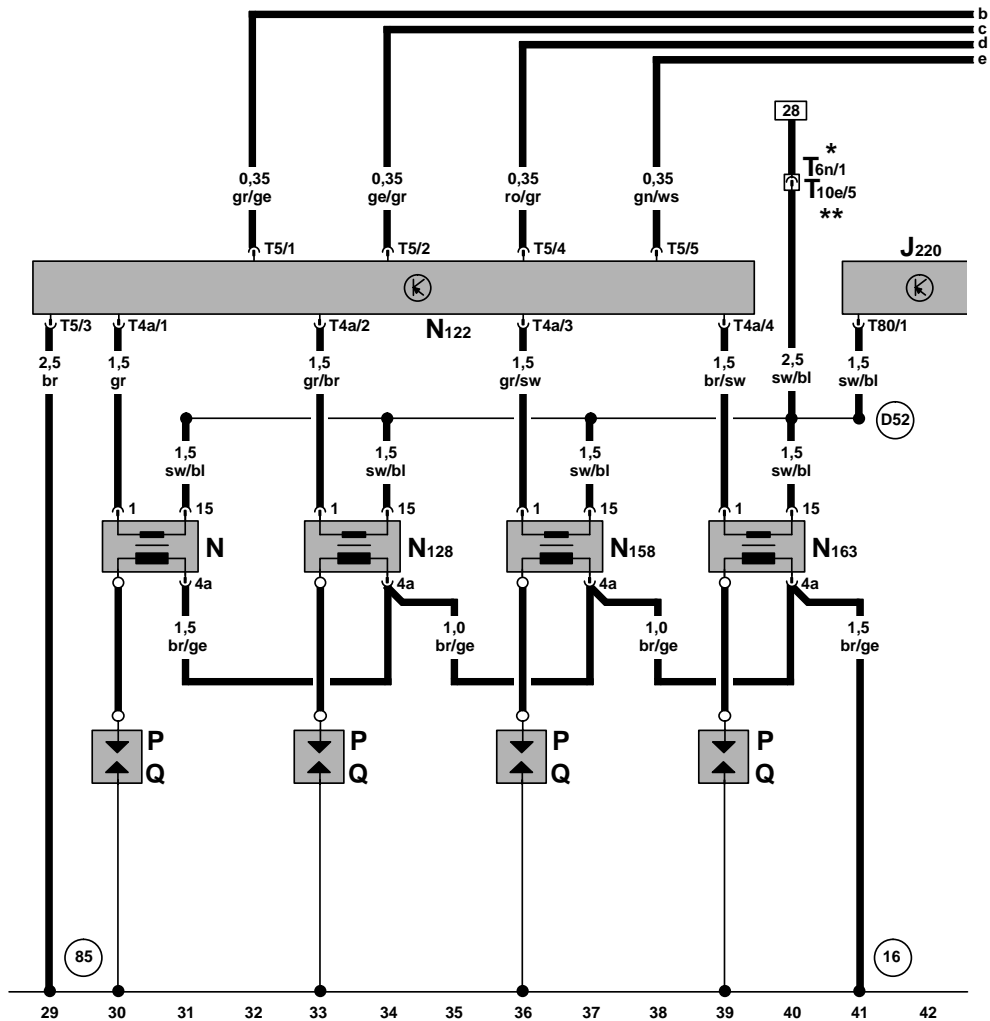 b
c
d
e
28
*
T6n/1
T10e/5
**
0,35 0,35 0,35 0,35
gr/ge ge/gr ro/gr gn/ws
T5/1 T5/2 T5/4 T5/5
J220
T5/3 T4a/1 T4a/2 N122 T4a/3 T4a/4 T80/1
2,5 1,5 1,5 1,5 1,5 2,5 1,5
br gr gr/br gr/sw br/sw sw/bl sw/bl
D52
1,5 1,5 1,5 1,5
sw/bl sw/bl sw/bl sw/bl
1 15 1 15 1 15 1 15
N N128 N158 N163
4a 4a 4a 4a
1,5 1,0 1,0 1,5
br/ge br/ge br/ge br/ge
P P P P
Q Q Q Q
85 16
29 30 31 32 33 34 35 36 37 38 39 40 41 42